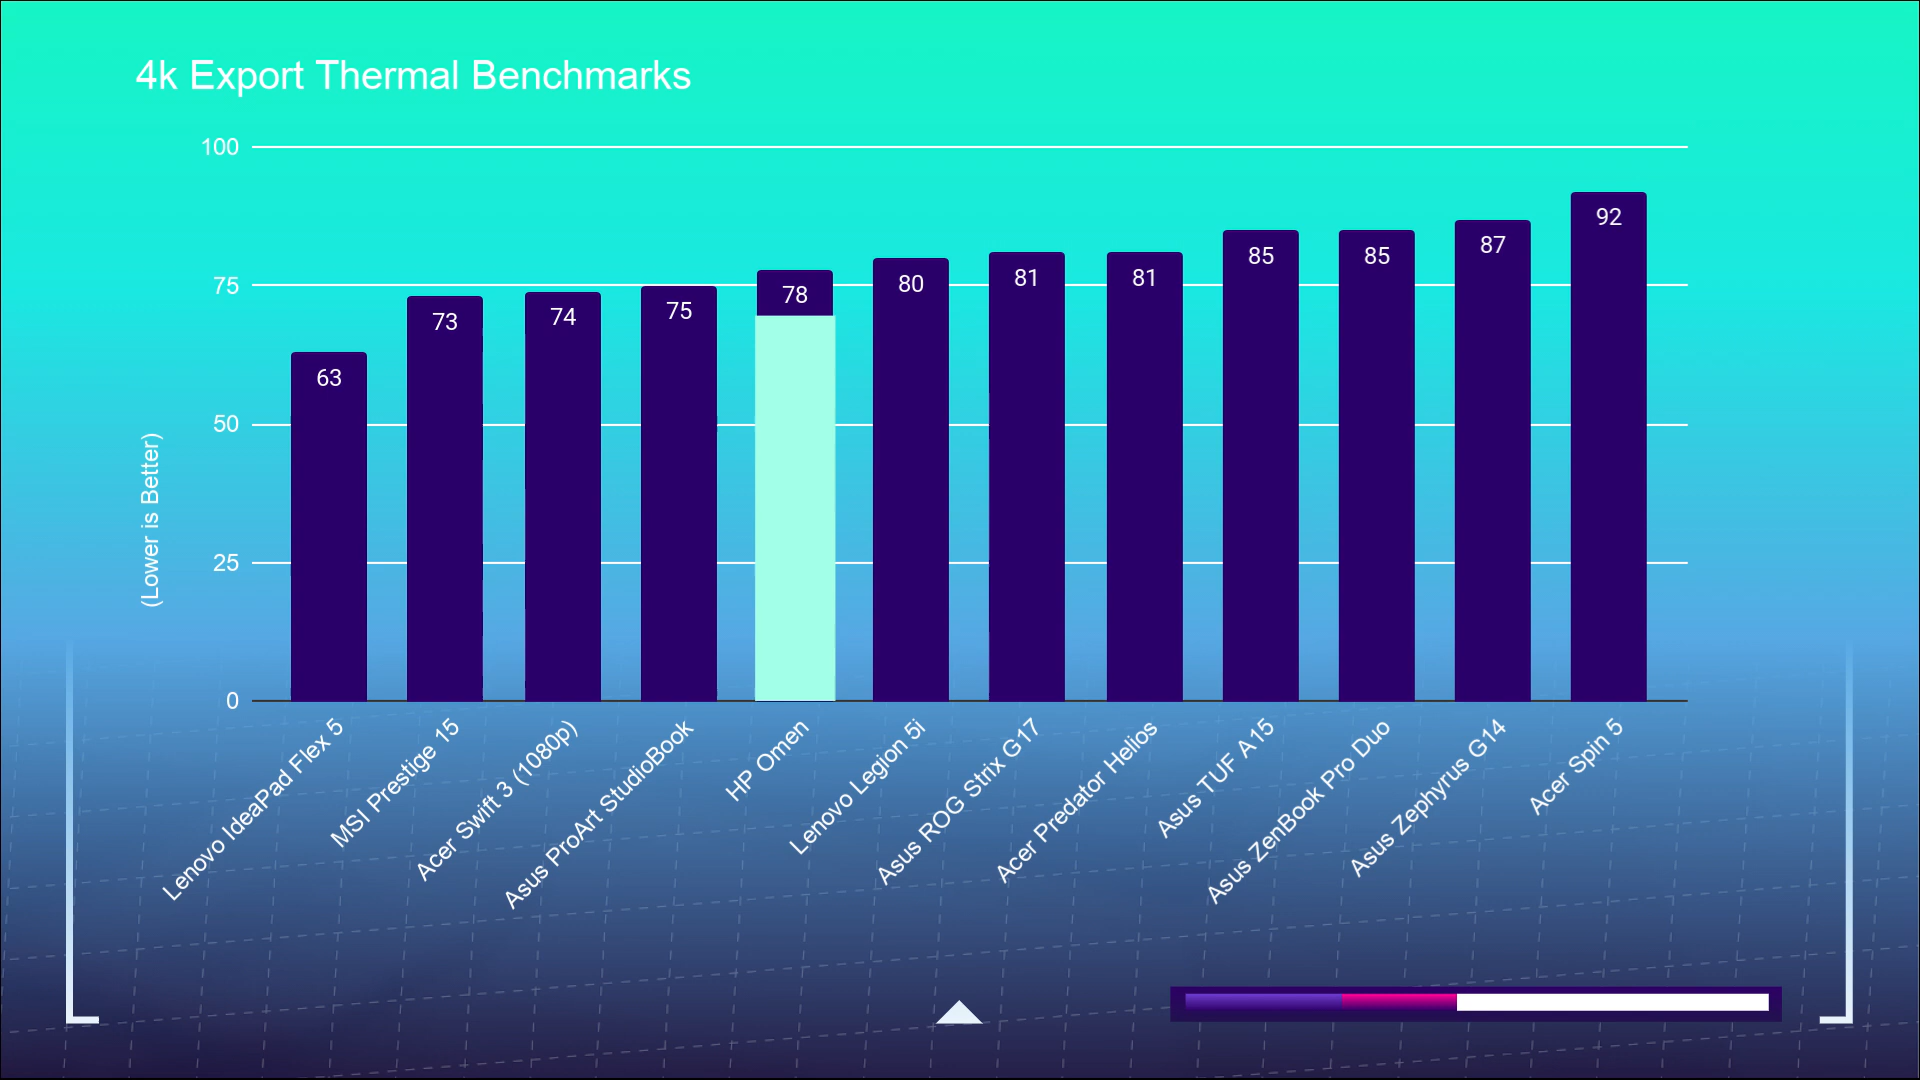 4k Export Thermal Benchmarks
100
75
50
25
0
(Lower is Better)
63
73
74
75
78
80
81
81
85
85
87
92
Lenovo IdeaPad Flex 5
MSI Prestige 15
Acer Swift 3 (1080p)
Asus ProArt StudioBook
HP Omen
Lenovo Legion 5i
Asus ROG Strix G17
Acer Predator Helios
Asus TUF A15
Asus ZenBook Pro Duo
Asus Zephyrus G14
Acer Spin 5